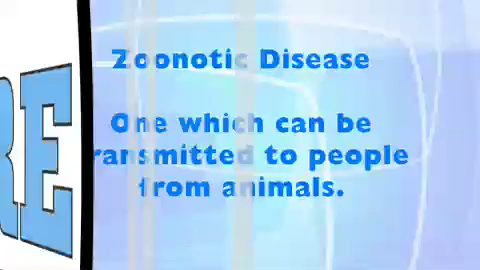 Zoonotic Disease
One which can be
ransmitted to people
from animals.
RE